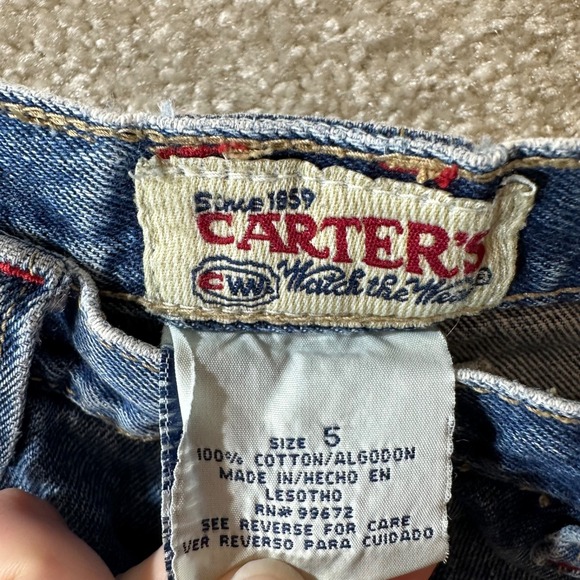 Since 1859
CARTER'S
CWW Watch the Wear
SIZE 5
100% COTTON/ALGODON
MADE IN/HECHO EN
LESOTHO
RN# 99672
SEE REVERSE FOR CARE
VER REVERSO PARA CUIDADO